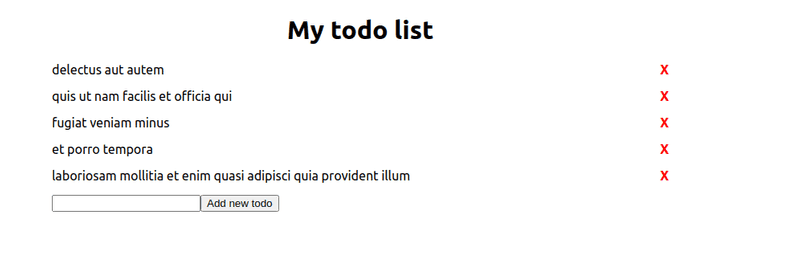 My todo list
delectus aut autem X
quis ut nam facilis et officia qui X
fugiat veniam minus X
et porro tempora X
laboriosam mollitia et enim quasi adipisci quia provident illum X
Add new todo